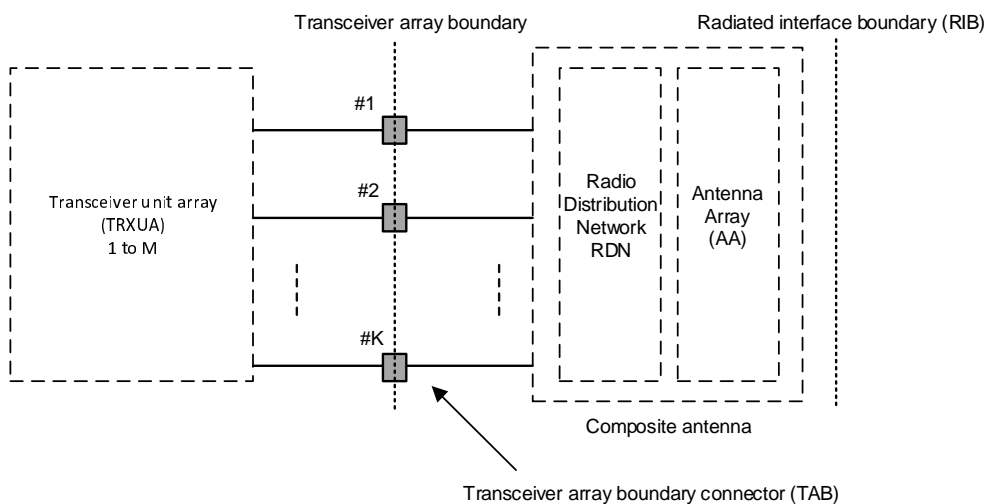 Transceiver array boundary
Radiated interface boundary (RIB)
#1
#2
#K
Transceiver unit array
(TRXUA)
1 to M
Radio
Distribution
Network
RDN
Antenna
Array
(AA)
Composite antenna
Transceiver array boundary connector (TAB)